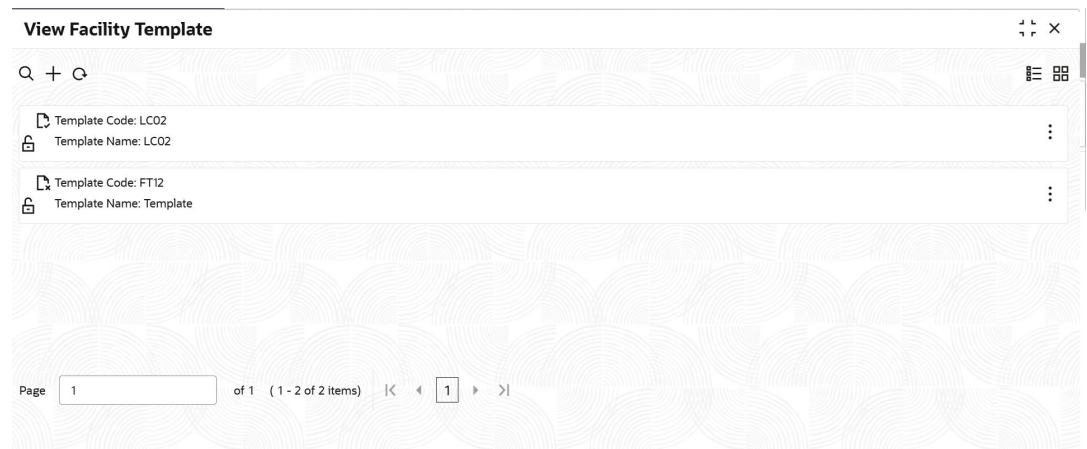 View Facility Template
Template Code: LC02
Template Name: LC02
Template Code: FT12
Template Name: Template
Page 1 of 1 ( 1 - 2 of 2 items) 1